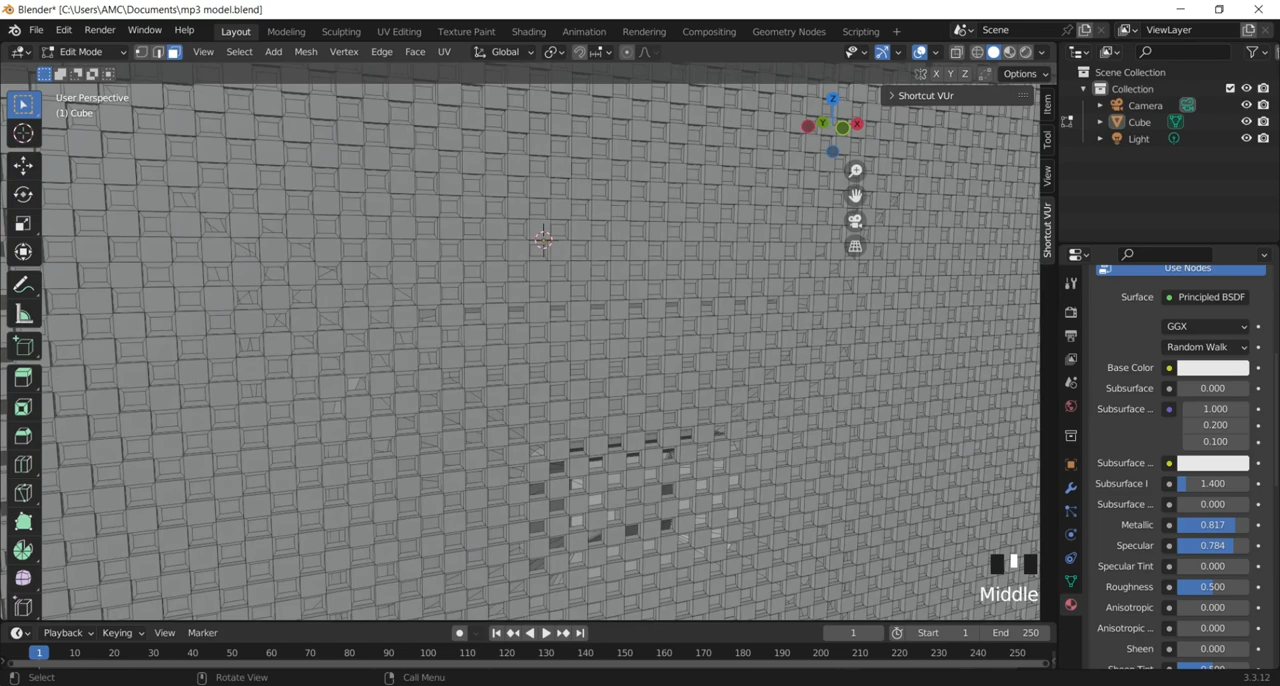 Blender* [C:\Users\AMC\Documents\mp3 model.blend]
File Edit Render Window Help Layout Modeling Sculpting UV Editing Texture Paint Shading Animation Rendering Compositing Geometry Nodes Scripting + Scene ViewLayer
Edit Mode View Select Add Mesh Vertex Edge Face UV Global
X Y Z Options
User Perspective
(1) Cube
Shortcut VUr
Z
Y X
Item
Tool
View
Shortcut VUr
Scene Collection
Collection
Camera
Cube
Light
Use Nodes
Surface Principled BSDF
GGX
Random Walk
Base Color
Subsurface 0.000
Subsurface ... 1.000
0.200
0.100
Subsurface ...
Subsurface I 1.400
Subsurface ... 0.000
Metallic 0.817
Specular 0.784
Specular Tint 0.000
Roughness 0.500
Anisotropic 0.000
Anisotropic ... 0.000
Sheen 0.000
Sheen Tint 0.500
Middle
Playback Keying View Marker 1 Start 1 End 250
1 10 20 30 40 50 60 70 80 90 100 110 120 130 140 150 160 170 180 190 200 210 220 230 240 250
Select Rotate View Call Menu 3.3.12